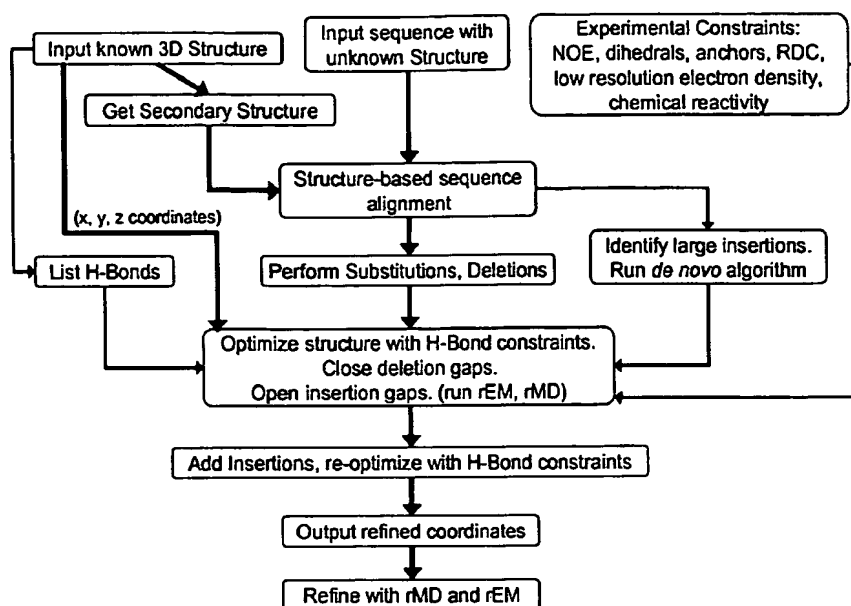 Input known 3D Structure
Input sequence with
unknown Structure
Experimental Constraints:
NOE, dihedrals, anchors, RDC,
low resolution electron density,
chemical reactivity
Get Secondary Structure
Structure-based sequence
alignment
(x, y, z coordinates)
List H-Bonds
Perform Substitutions, Deletions
Identify large insertions.
Run de novo algorithm
Optimize structure with H-Bond constraints.
Close deletion gaps.
Open insertion gaps. (run rEM, rMD)
Add Insertions, re-optimize with H-Bond constraints
Output refined coordinates
Refine with rMD and rEM